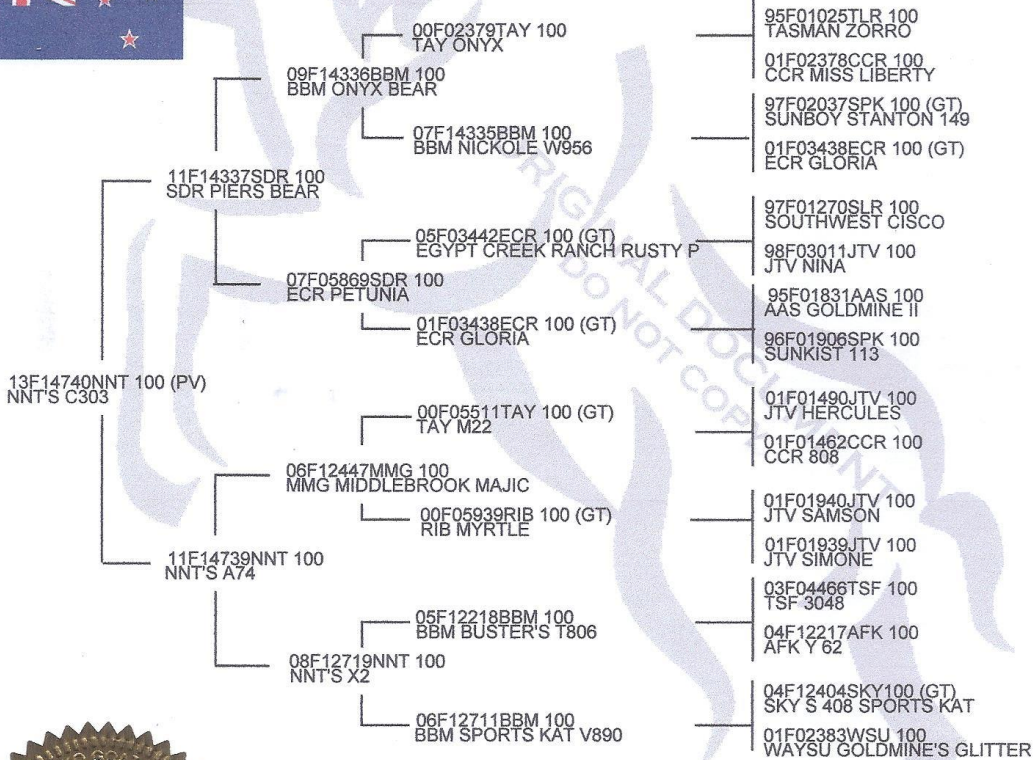 00F02379TAY 100
TAY ONYX
09F14336BBM 100
BBM ONYX BEAR
07F14335BBM 100
BBM NICKOLE W956
11F14337SDR 100
SDR PIERS BEAR
05F03442ECR 100 (GT)
EGYPT CREEK RANCH RUSTY P
07F05869SDR 100
ECR PETUNIA
01F03438ECR 100 (GT)
ECR GLORIA
13F14740NNT 100 (PV)
NNT'S C303
00F05511TAY 100 (GT)
TAY M22
06F12447MMG 100
MMG MIDDLEBROOK MAJIC
00F05939RIB 100 (GT)
RIB MYRTLE
11F14739NNT 100
NNT'S A74
05F12218BBM 100
BBM BUSTER'S T806
08F12719NNT 100
NNT'S X2
06F12711BBM 100
BBM SPORTS KAT V890
95F01025TLR 100
TASMAN ZORRO
01F02378CCR 100
CCR MISS LIBERTY
97F02037SPK 100 (GT)
SUNBOY STANTON 149
01F03438ECR 100 (GT)
ECR GLORIA
97F01270SLR 100
SOUTHWEST CISCO
98F03011JTV 100
JTV NINA
95F01831AAS 100
AAS GOLDMINE II
96F01906SPK 100
SUNKIST 113
01F01490JTV 100
JTV HERCULES
01F01462CCR 100
CCR 808
01F01940JTV 100
JTV SAMSON
01F01939JTV 100
JTV SIMONE
03F04466TSF 100
TSF 3048
04F12217AFK 100
AFK Y 62
04F12404SKY100 (GT)
SKY S 408 SPORTS KAT
01F02383WSU 100
WAYSU GOLDMINE'S GLITTER
ORIGINAL DOCUMENT
DO NOT COPY